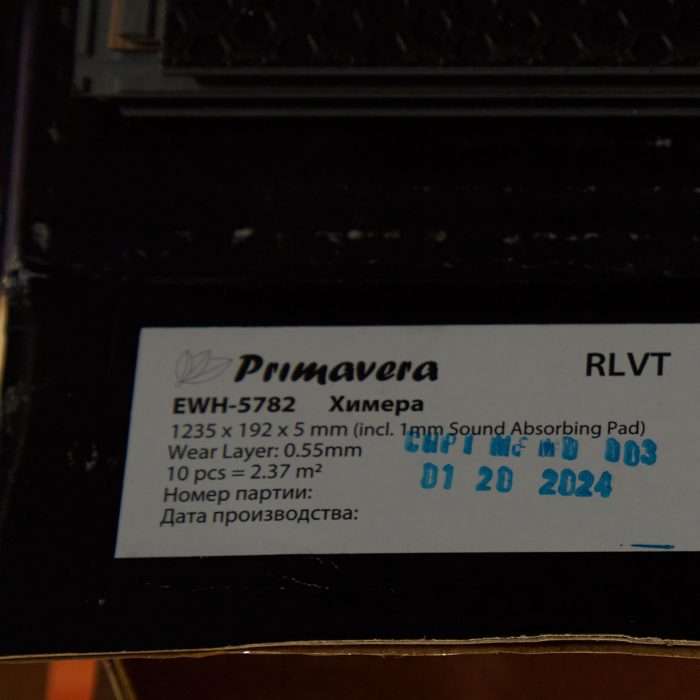 Primavera RLVT
EWH-5782 Химера
1235 x 192 x 5 mm (incl. 1mm Sound Absorbing Pad)
Wear Layer: 0.55mm
10 pcs = 2.37 m²
Номер партии: 003
Дата производства: 01 20 2024